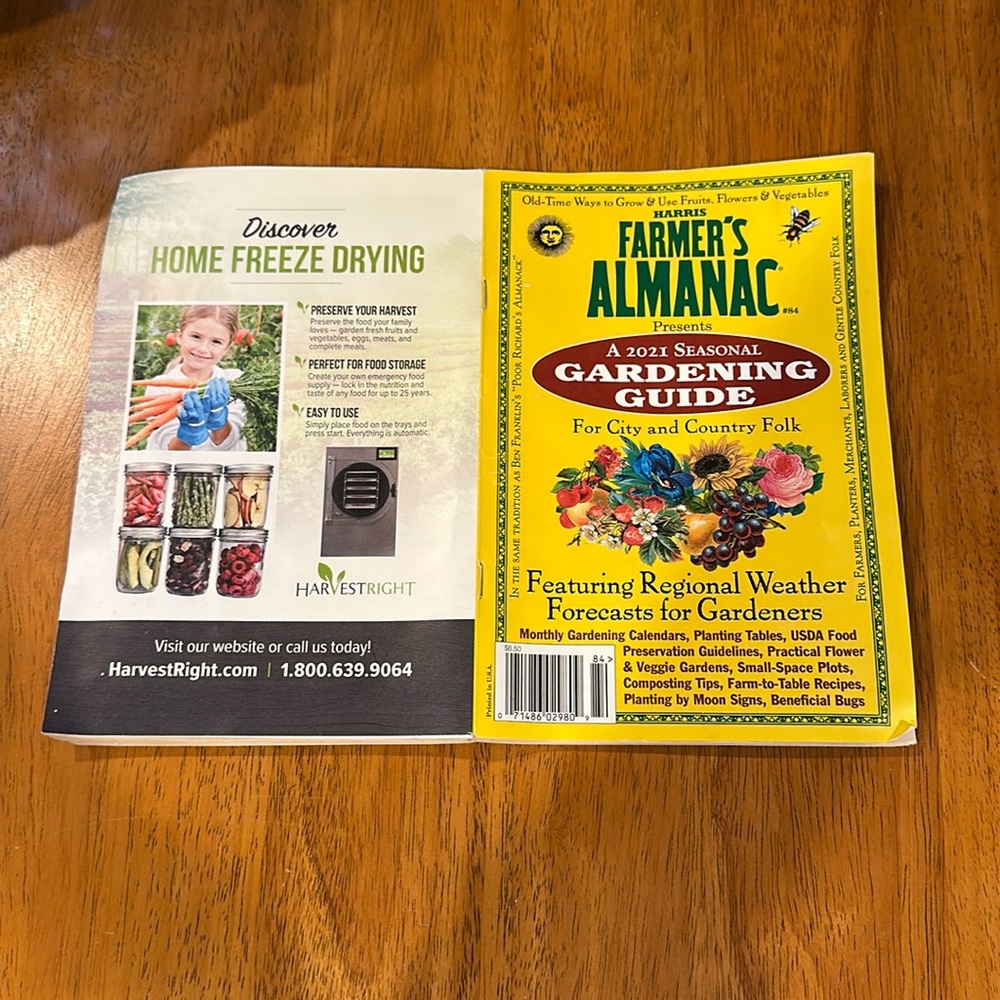 Discover
HOME FREEZE DRYING
PRESERVE YOUR HARVEST
Preserve the food your family
loves — garden fresh fruits and
vegetables, eggs, meats, and
complete meals.
PERFECT FOR FOOD STORAGE
Create your own emergency food
supply — lock in the nutrition and
taste of any food for up to 25 years.
EASY TO USE
Simply place food on the trays and
press start. Everything is automatic.
HARVESTRIGHT
Visit our website or call us today!
HarvestRight.com | 1.800.639.9064
Old-Time Ways to Grow & Use Fruits, Flowers & Vegetables
HARRIS
FARMER'S
ALMANAC®
#84
Presents
A 2021 SEASONAL
GARDENING
GUIDE
For City and Country Folk
IN THE SAME TRADITION AS BEN FRANKLIN'S "POOR RICHARD'S ALMANACK"
FOR FARMERS, PLANTERS, MERCHANTS, LABORERS AND GENTLE COUNTRY FOLK
Featuring Regional Weather
Forecasts for Gardeners
Monthly Gardening Calendars, Planting Tables, USDA Food
Preservation Guidelines, Practical Flower
& Veggie Gardens, Small-Space Plots,
Composting Tips, Farm-to-Table Recipes,
Planting by Moon Signs, Beneficial Bugs
$6.50
84>
0 71486 02980 9
Printed in U.S.A.